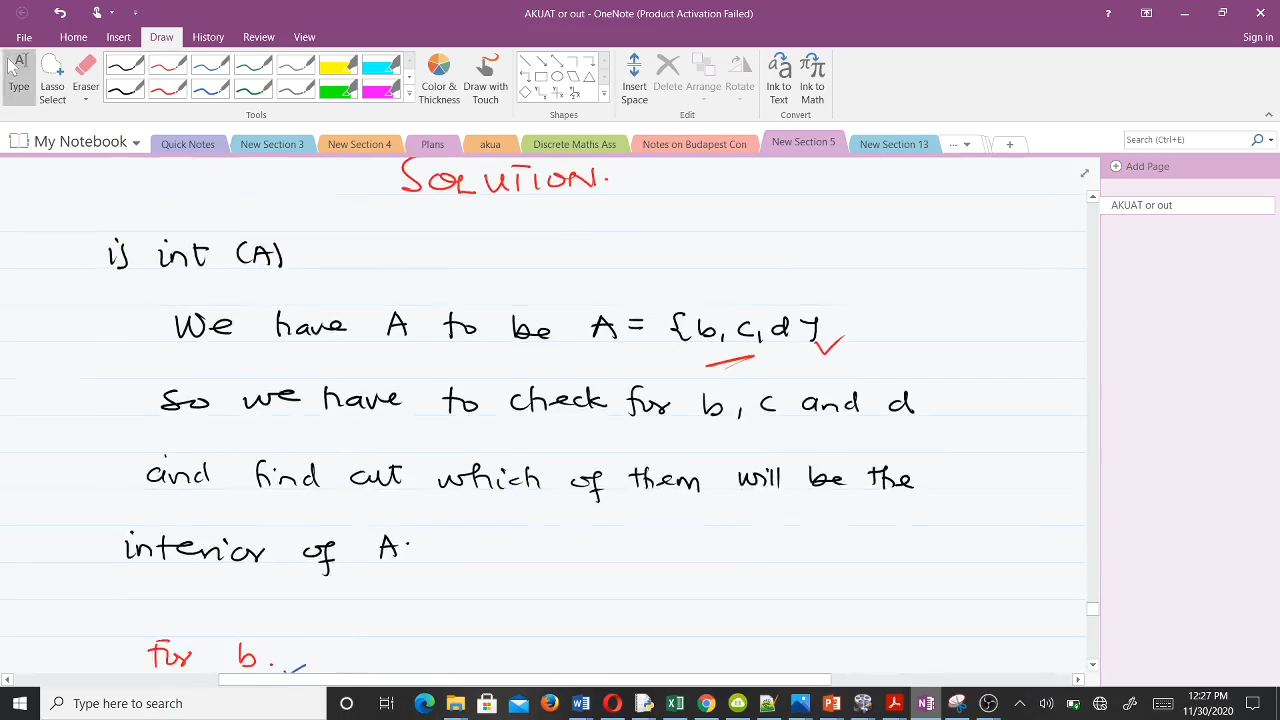 AKUAT or out - OneNote (Product Activation Failed)
File Home Insert Draw History Review View Sign in
Type Lasso Select Eraser Color & Thickness Draw with Touch Insert Space Delete Arrange Rotate Ink to Text Ink to Math
Tools Shapes Edit Convert
My Notebook Quick Notes New Section 3 New Section 4 Plans akua Discrete Maths Ass Notes on Budapest Con New Section 5 New Section 13 ... Search (Ctrl+E)
Add Page
AKUAT or out
SOLUTION.
is int (A)
We have A to be A = {b, c, d}
so we have to check for b, c and d
and find out which of them will be the
interior of A.
For b.
Type here to search
12:27 PM
11/30/2020